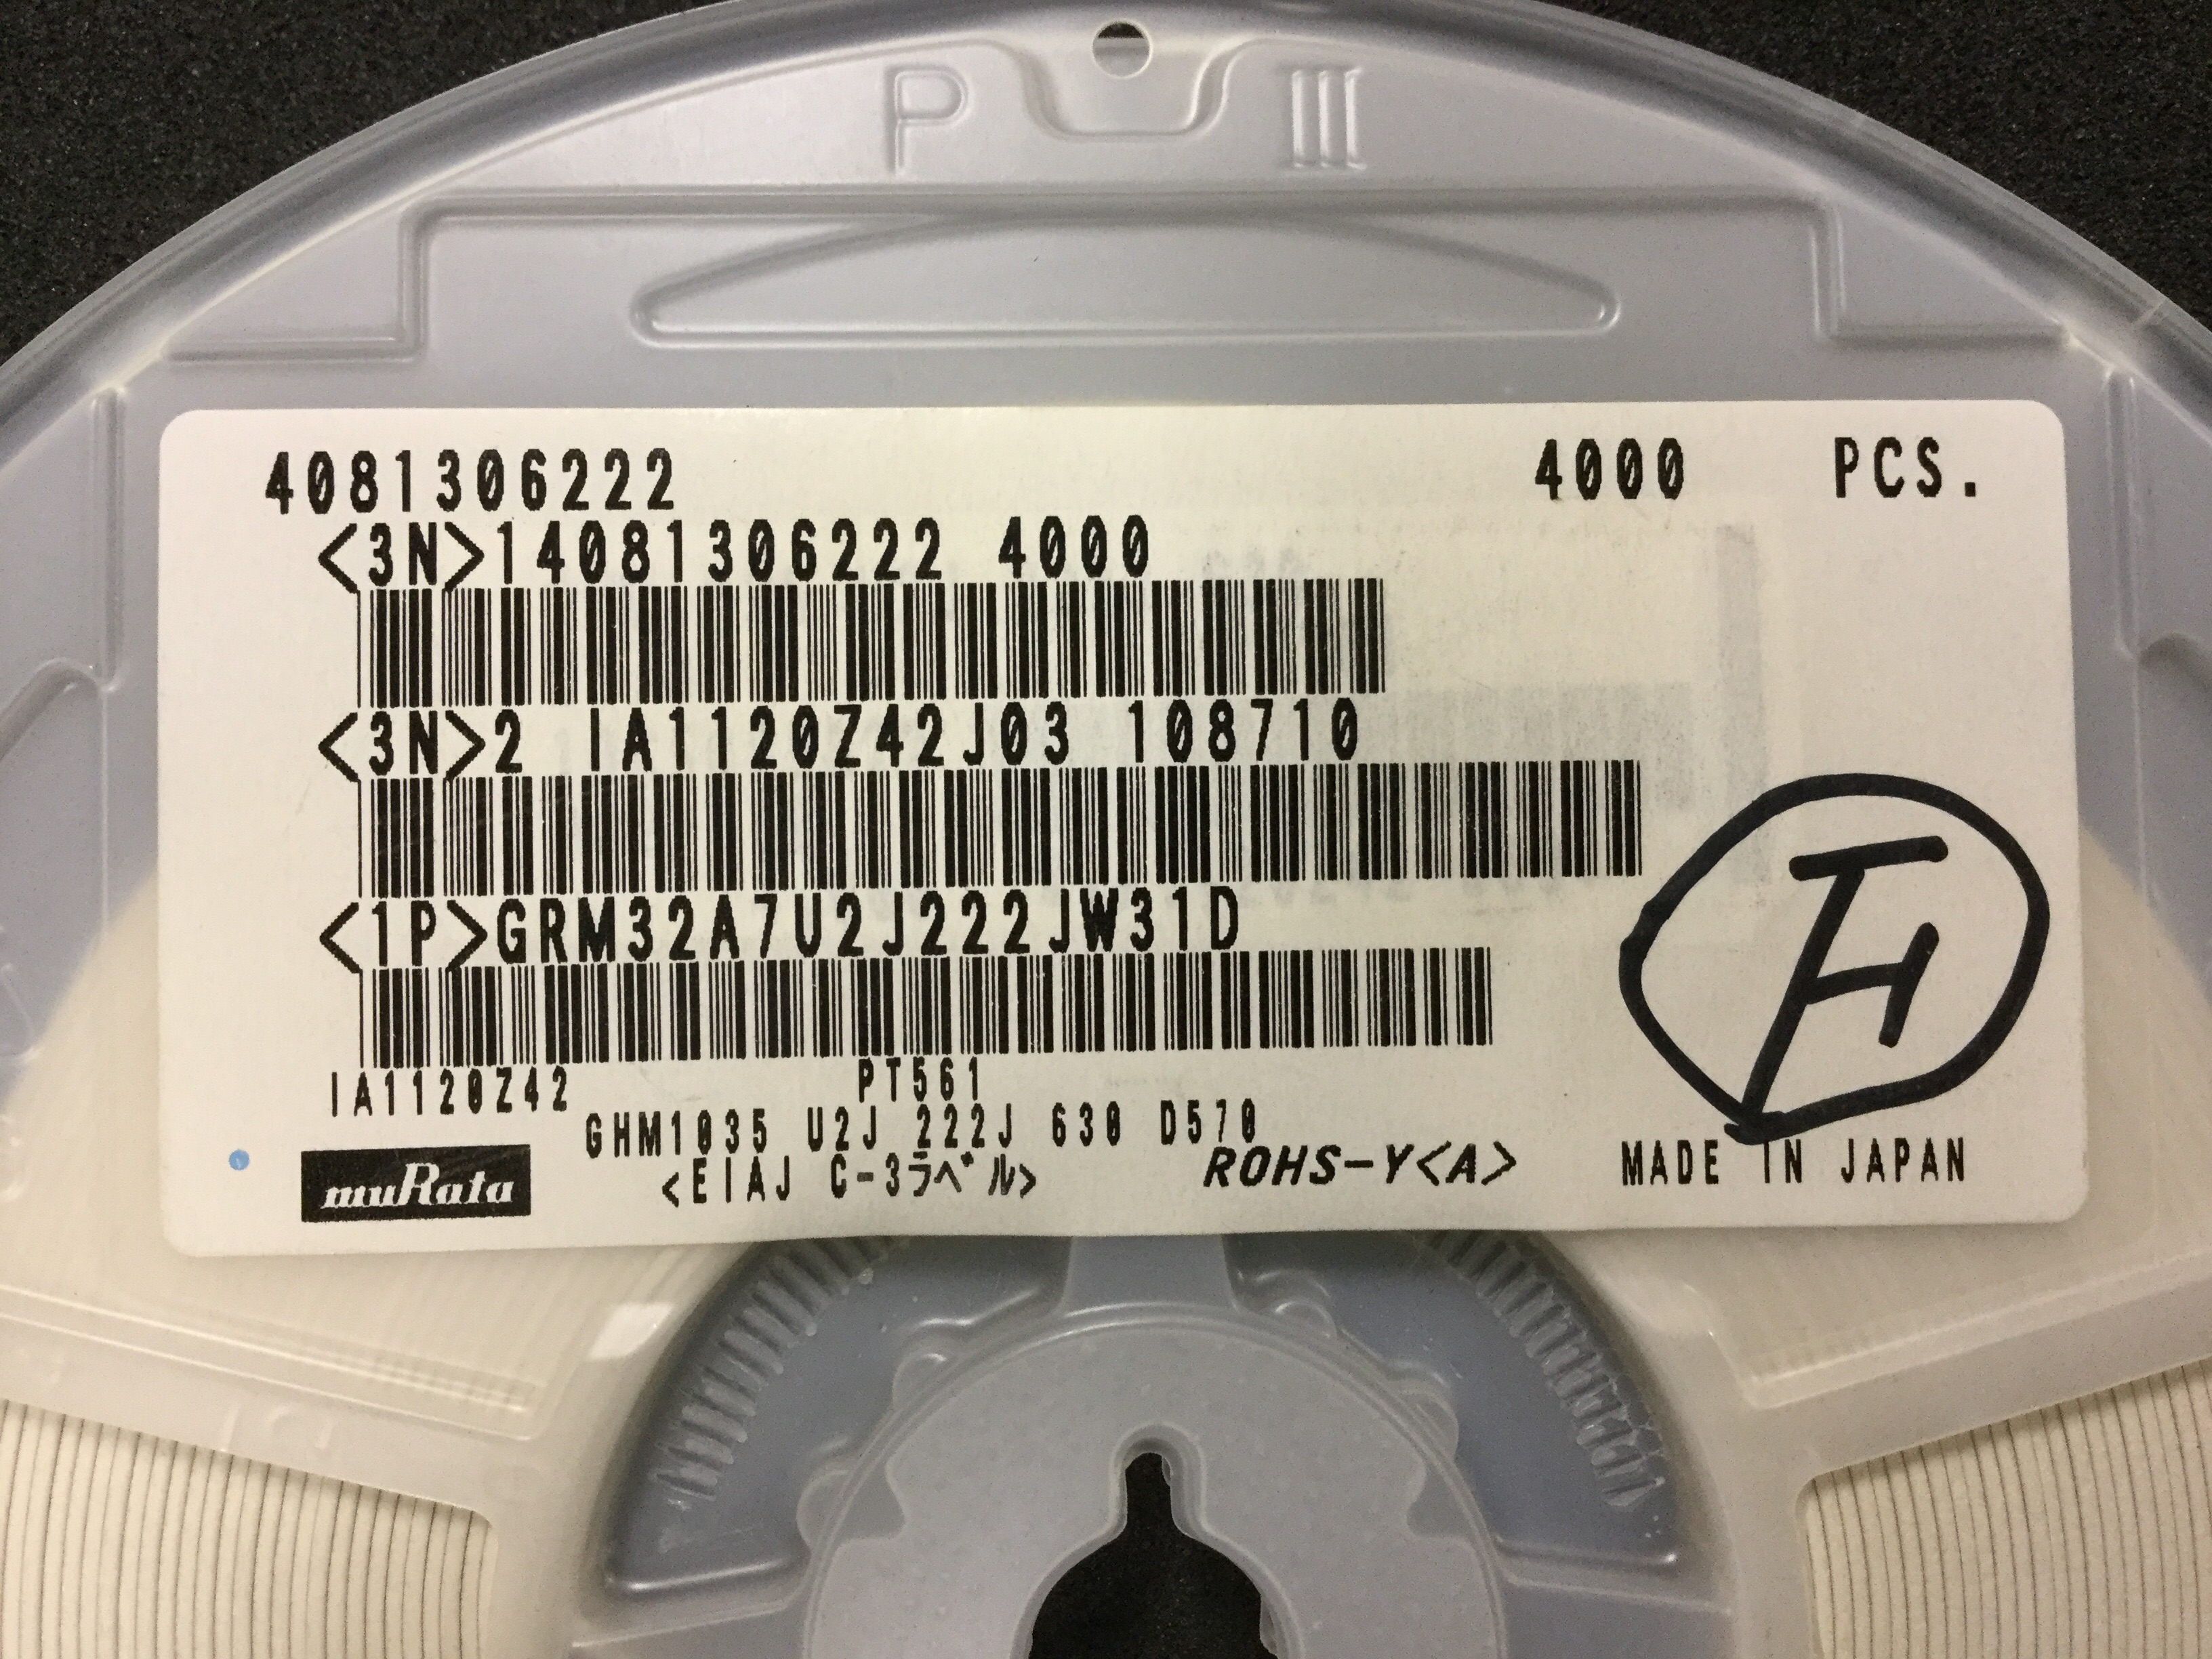 P III
4081306222 4000 PCS.
<3N>14081306222 4000
<3N>2 IA1120Z42J03 108710
<1P>GRM32A7U2J222JW31D
IA1120Z42 PT561
GHM1035 U2J 222J 630 D570
muRata <EIAJ C-3ラベル> ROHS-Y<A> MADE IN JAPAN